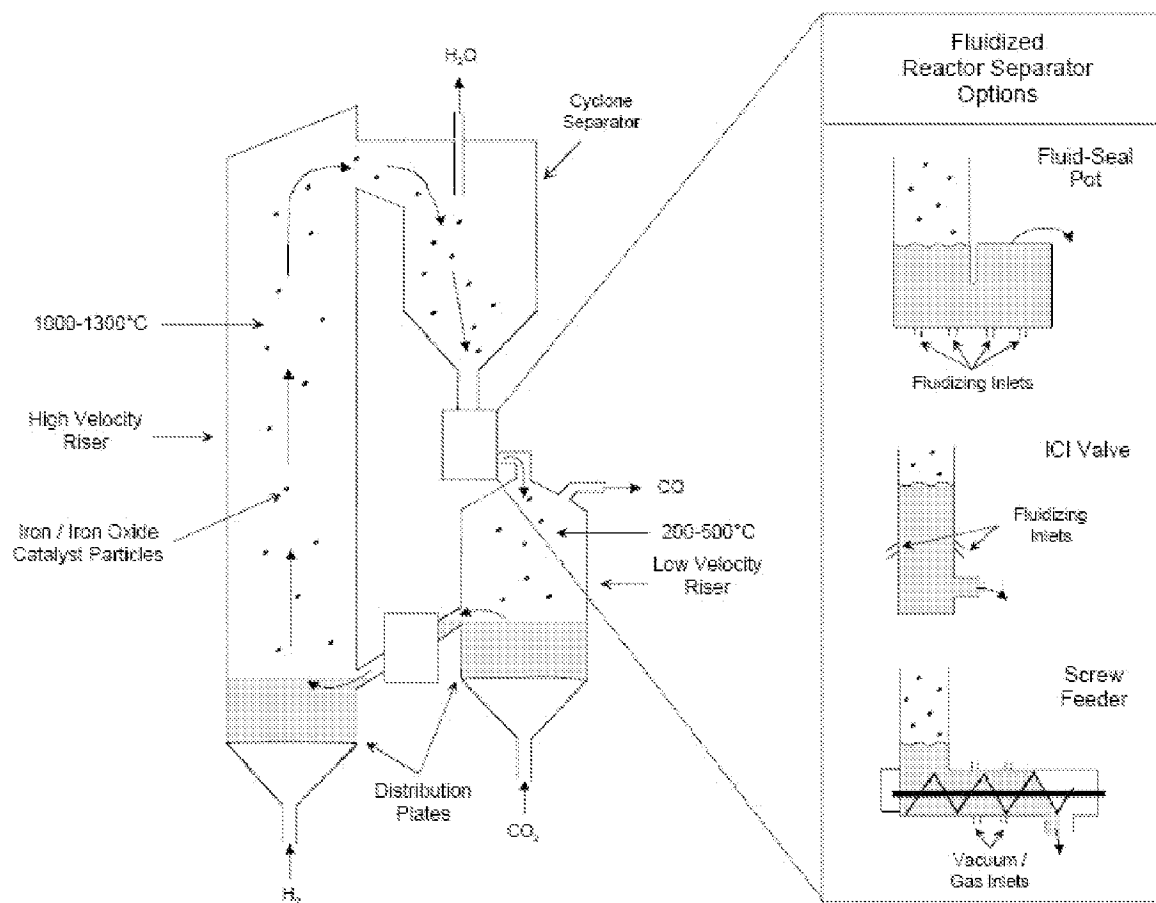 H₂O
Cyclone
Separator
1000-1300°C
High Velocity
Riser
Iron / Iron Oxide
Catalyst Particles
CO
Low Velocity
Riser
Distribution
Plates
CO₂
H₂
Fluidized
Reactor Separator
Options
Fluid-Seal
Pot
Fluidizing Inlets
ICI Valve
Fluidizing
Inlets
Screw
Feeder
Vacuum /
Gas Inlets